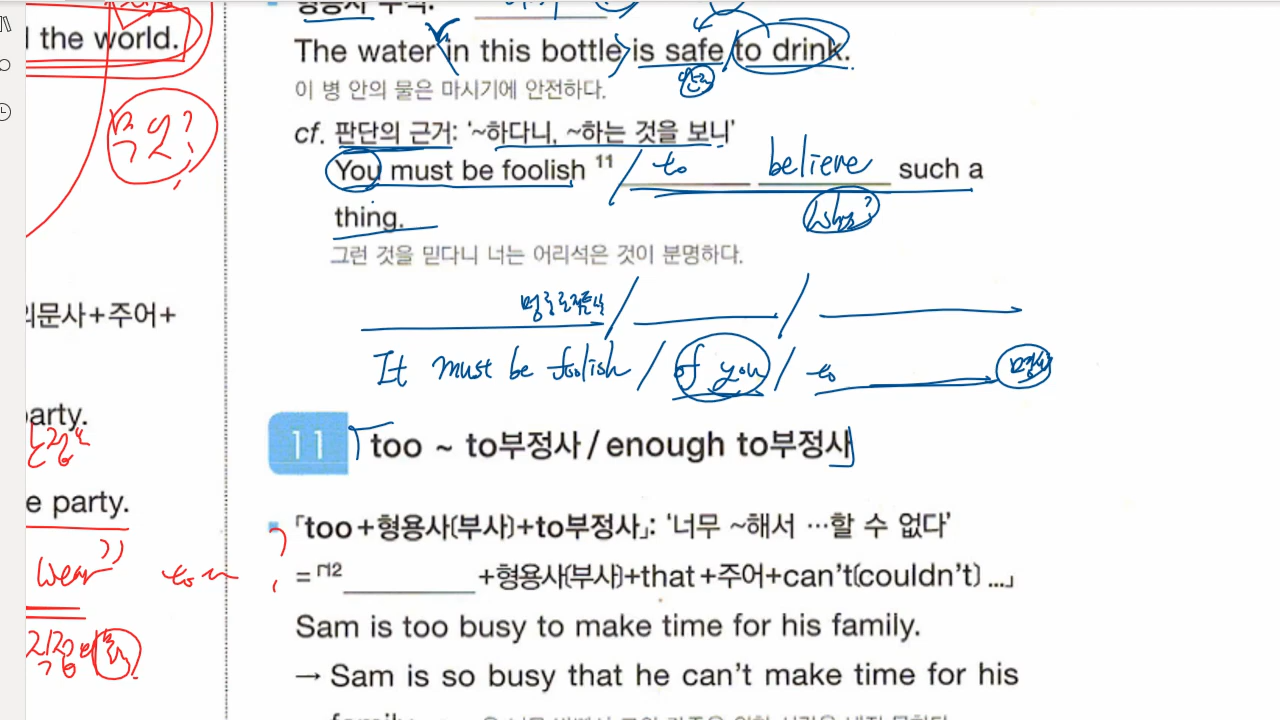 the world.
무엇?
의문사+주어+
party.
e party.
wear
The water in this bottle is safe to drink.
이 병 안의 물은 마시기에 안전하다.
cf. 판단의 근거: ‘~하다니, ~하는 것을 보니’
You must be foolish 11 to believe such a
why?
thing.
그런 것을 믿다니 너는 어리석은 것이 분명하다.
It must be foolish / of you / to
11 too ~ to부정사/enough to부정사
「too+형용사(부사)+to부정사」: ‘너무 ~해서 …할 수 없다’
= 12 +형용사(부사)+that+주어+can’t(couldn’t) …」
Sam is too busy to make time for his family.
→ Sam is so busy that he can’t make time for his